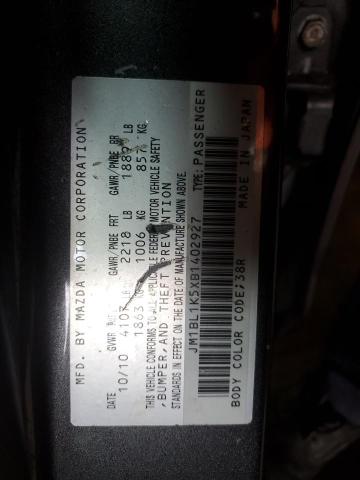 MFD. BY MAZDA MOTOR CORPORATION
DATE GVWR GAWR/PNBE FRT GAWR/PNBE RR
10/10 4107 LB 2218 LB 1889 LB
1863 1006 KG 857 KG
THIS VEHICLE CONFORMS TO ALL APPLICABLE FEDERAL MOTOR VEHICLE SAFETY
, BUMPER, AND THEFT PREVENTION
STANDARDS IN EFFECT ON THE DATE OF MANUFACTURE SHOWN ABOVE.
JM1BL1K5XB1402927 TYPE: PASSENGER
BODY COLOR CODE;38R MADE IN JAPAN